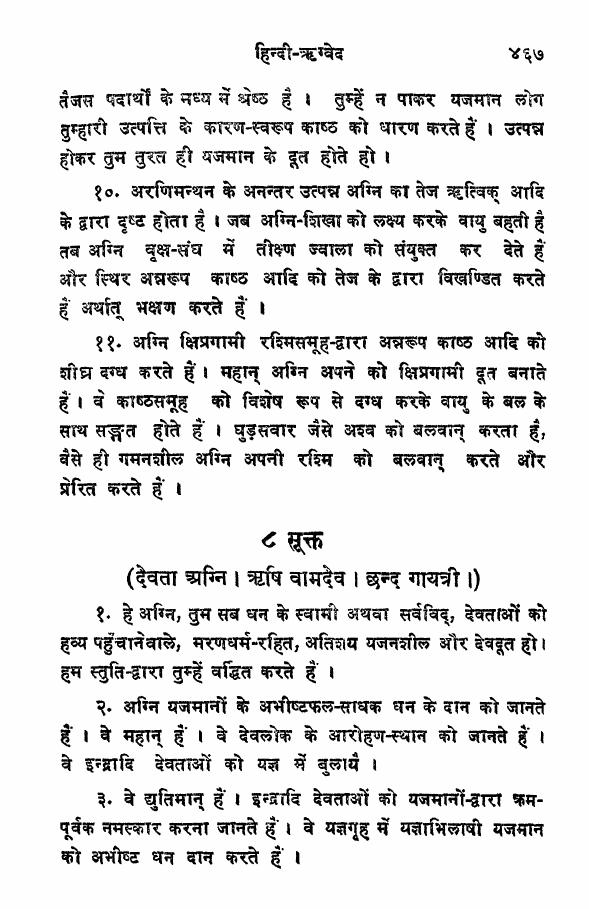 हिन्दी-ऋग्वेद ४६७
तैजस पदार्थों के मध्य में श्रेष्ठ है । तुम्हें न पाकर यजमान लोग
तुम्हारी उत्पत्ति के कारण-स्वरूप काष्ठ को धारण करते हैं । उत्पन्न
होकर तुम तुरत ही यजमान के दूत होते हो ।
१०. अरणिमन्थन के अनन्तर उत्पन्न अग्नि का तेज ऋत्विक् आदि
के द्वारा दृष्ट होता है । जब अग्नि-शिखा को लक्ष्य करके वायु बहती है
तब अग्नि वृक्ष-संघ में तीक्ष्ण ज्वाला को संयुक्त कर देते हैं
और स्थिर अन्नरूप काष्ठ आदि को तेज के द्वारा विखण्डित करते
हैं अर्थात् भक्षण करते हैं ।
११. अग्नि क्षिप्रगामी रश्मिसमूह-द्वारा अन्नरूप काष्ठ आदि को
शीघ्र दग्ध करते हैं । महान् अग्नि अपने को क्षिप्रगामी दूत बनाते
हैं । वे काष्ठसमूह को विशेष रूप से दग्ध करके वायु के बल के
साथ सङ्गत होते हैं । घुड़सवार जैसे अश्व को बलवान् करता है,
वैसे ही गमनशील अग्नि अपनी रश्मि को बलवान् करते और
प्रेरित करते हैं ।
८ सूक्त
(देवता अग्नि । ऋषि वामदेव । छन्द गायत्री ।)
१. हे अग्नि, तुम सब धन के स्वामी अथवा सर्वविद्, देवताओं को
हव्य पहुँचानेवाले, मरणधर्म-रहित, अतिशय यजनशील और देवदूत हो ।
हम स्तुति-द्वारा तुम्हें वर्द्धित करते हैं ।
२. अग्नि यजमानों के अभीष्टफल-साधक धन के दान को जानते
हैं । वे महान् हैं । वे देवलोक के आरोहण-स्थान को जानते हैं ।
वे इन्द्रादि देवताओं को यज्ञ में बुलायें ।
३. वे द्युतिमान् हैं । इन्द्रादि देवताओं को यजमानों-द्वारा क्रम-
पूर्वक नमस्कार करना जानते हैं । वे यज्ञगृह में यज्ञाभिलाषी यजमान
को अभीष्ट धन दान करते हैं ।